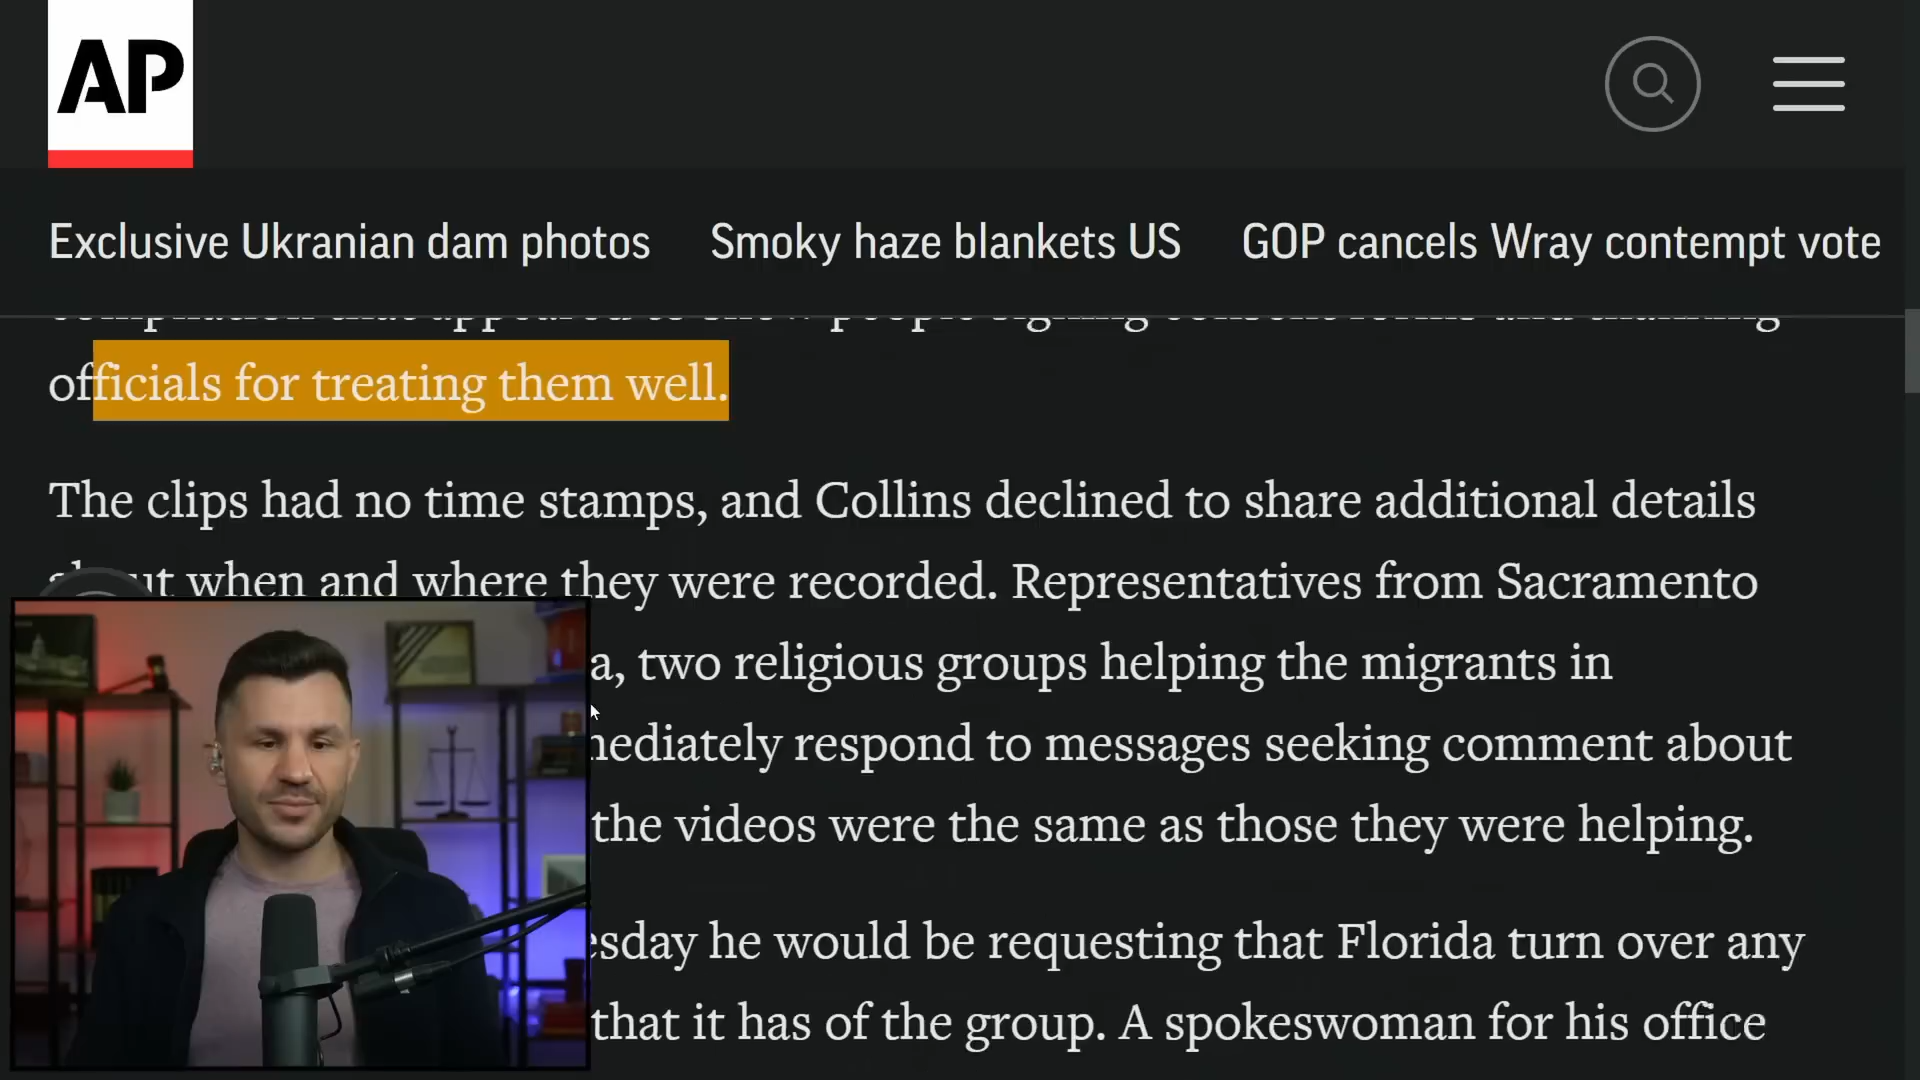 AP
Exclusive Ukranian dam photos Smoky haze blankets US GOP cancels Wray contempt vote
officials for treating them well.
The clips had no time stamps, and Collins declined to share additional details
when and where they were recorded. Representatives from Sacramento
two religious groups helping the migrants in
respond to messages seeking comment about
the videos were the same as those they were helping.
he would be requesting that Florida turn over any
that it has of the group. A spokeswoman for his office